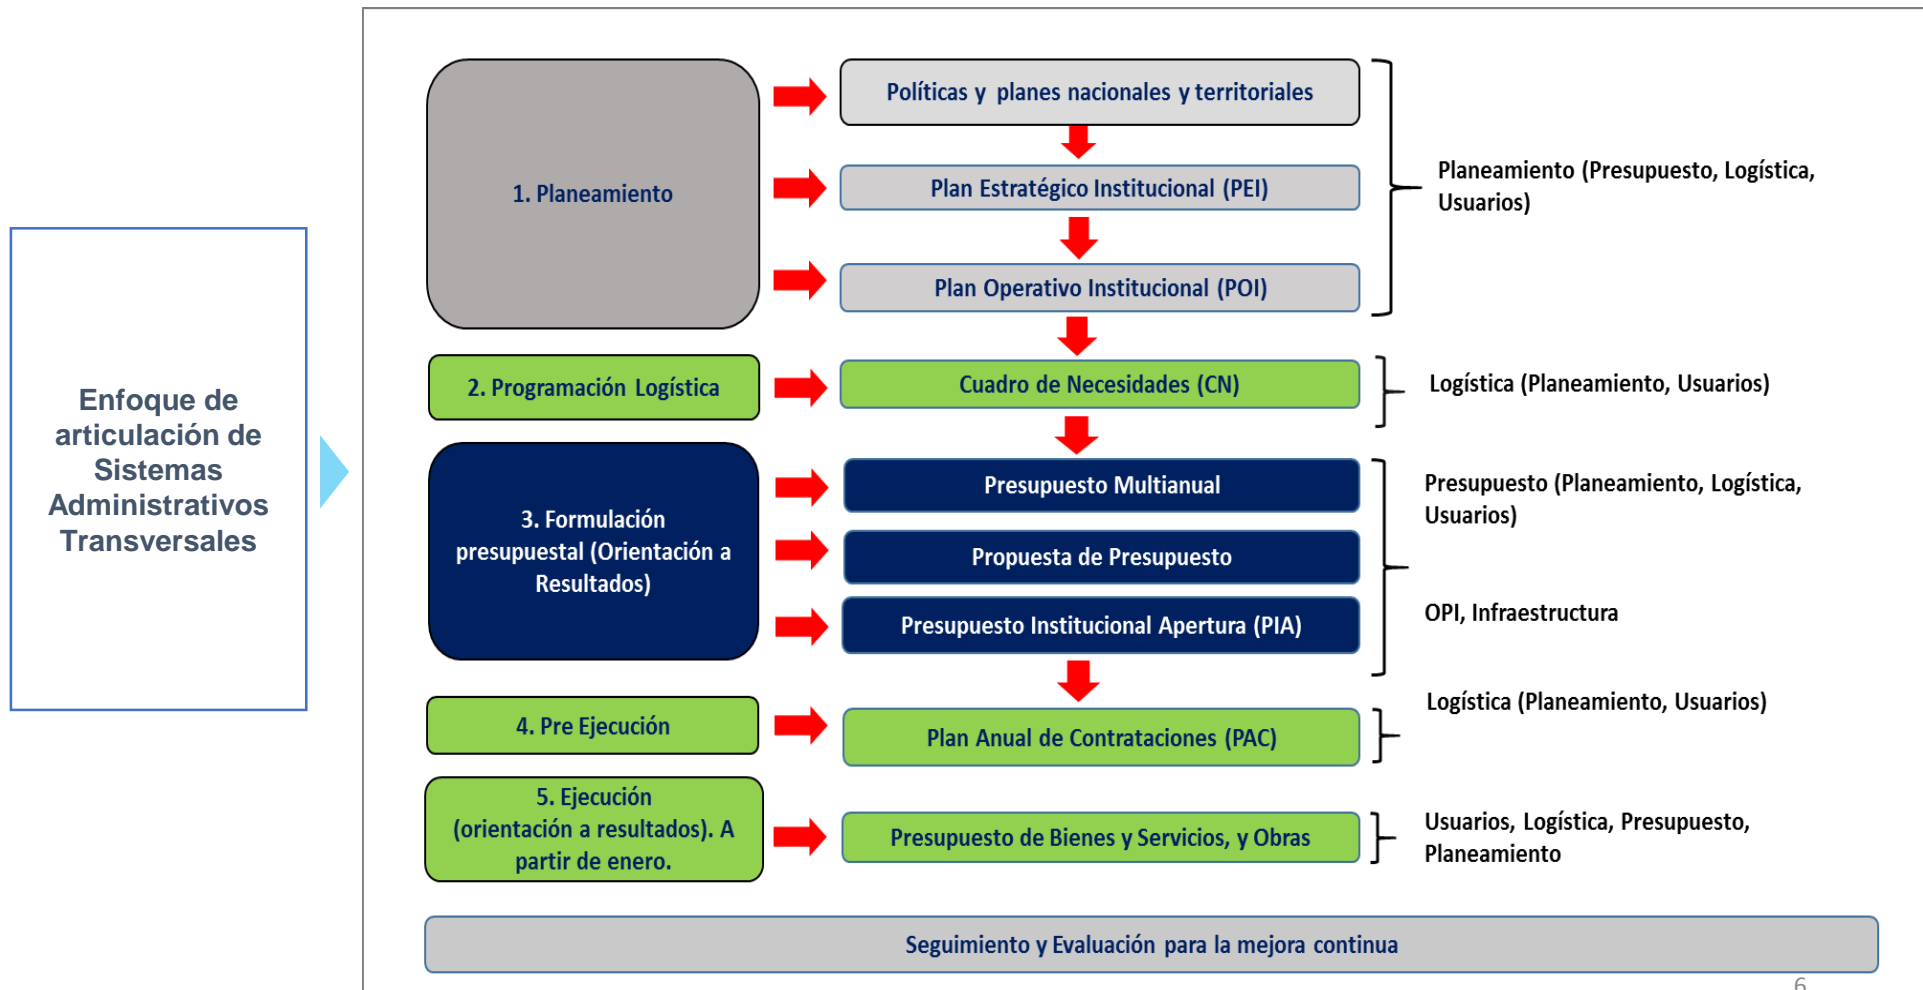 Enfoque de
articulación de
Sistemas
Administrativos
Transversales
1. Planeamiento
Políticas y planes nacionales y territoriales
Plan Estratégico Institucional (PEI)
Plan Operativo Institucional (POI)
Planeamiento (Presupuesto, Logística,
Usuarios)
2. Programación Logística
Cuadro de Necesidades (CN)
Logística (Planeamiento, Usuarios)
3. Formulación
presupuestal (Orientación a
Resultados)
Presupuesto Multianual
Propuesta de Presupuesto
Presupuesto Institucional Apertura (PIA)
Presupuesto (Planeamiento, Logística,
Usuarios)
OPI, Infraestructura
4. Pre Ejecución
Plan Anual de Contrataciones (PAC)
Logística (Planeamiento, Usuarios)
5. Ejecución
(orientación a resultados). A
partir de enero.
Presupuesto de Bienes y Servicios, y Obras
Usuarios, Logística, Presupuesto,
Planeamiento
Seguimiento y Evaluación para la mejora continua
6